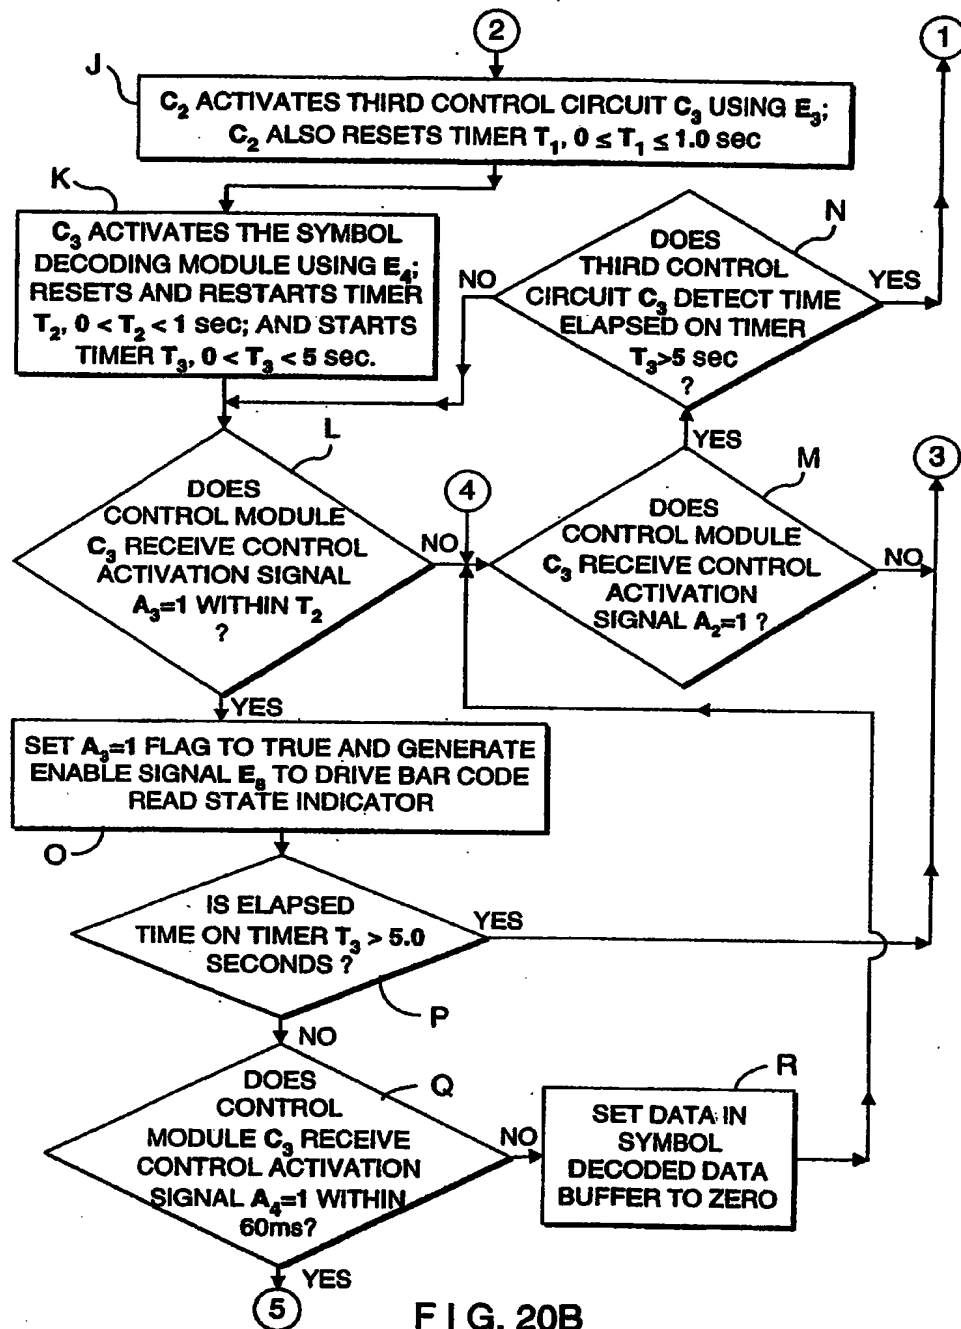 2
1
J
C₂ ACTIVATES THIRD CONTROL CIRCUIT C₃ USING E₃;
C₂ ALSO RESETS TIMER T₁, 0 ≤ T₁ ≤ 1.0 sec
K
C₃ ACTIVATES THE SYMBOL
DECODING MODULE USING E₄;
RESETS AND RESTARTS TIMER
T₂, 0 < T₂ < 1 sec; AND STARTS
TIMER T₃, 0 < T₃ < 5 sec.
N
DOES
THIRD CONTROL
CIRCUIT C₃ DETECT TIME
ELAPSED ON TIMER
T₃>5 sec
?
NO
YES
L
DOES
CONTROL MODULE
C₃ RECEIVE CONTROL
ACTIVATION SIGNAL
A₃=1 WITHIN T₂
?
NO
YES
4
YES
M
DOES
CONTROL MODULE
C₃ RECEIVE CONTROL
ACTIVATION
SIGNAL A₂=1 ?
NO
3
SET A₃=1 FLAG TO TRUE AND GENERATE
ENABLE SIGNAL E₈ TO DRIVE BAR CODE
READ STATE INDICATOR
O
IS ELAPSED
TIME ON TIMER T₃ > 5.0
SECONDS ?
YES
P
NO
DOES
CONTROL
MODULE C₃ RECEIVE
CONTROL ACTIVATION
SIGNAL A₄=1 WITHIN
60ms?
Q
NO
R
SET DATA IN
SYMBOL
DECODED DATA
BUFFER TO ZERO
YES
5
FIG. 20B